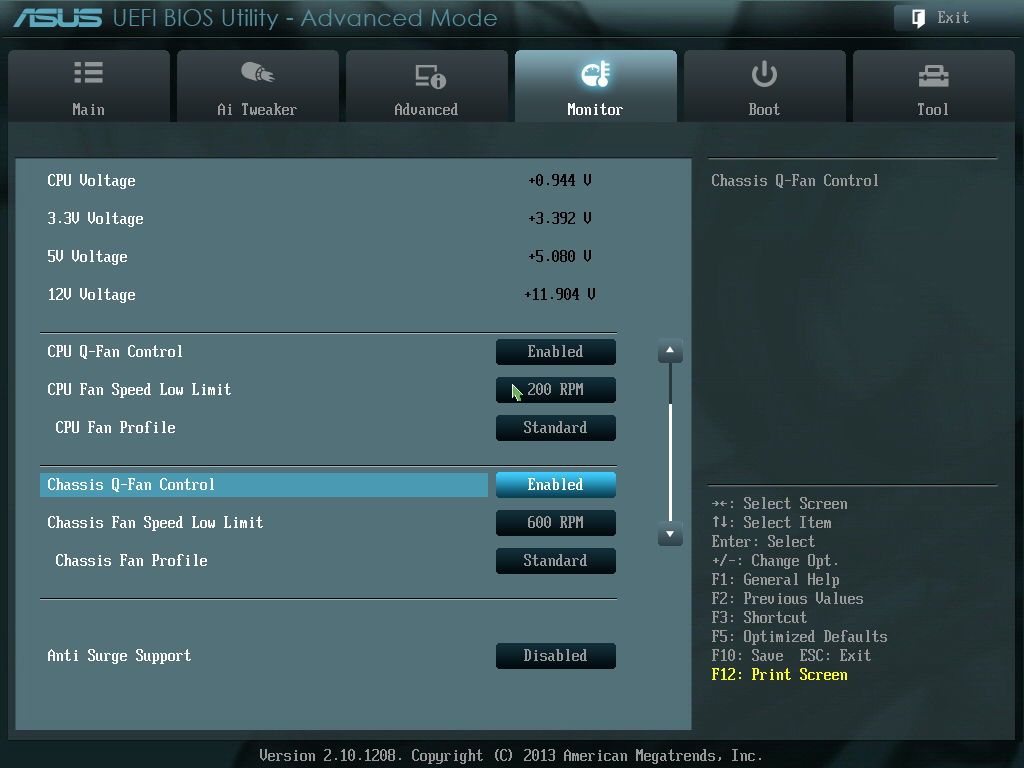 ASUS UEFI BIOS Utility - Advanced Mode
Exit
Main
Ai Tweaker
Advanced
Monitor
Boot
Tool
CPU Voltage +0.944 V
3.3V Voltage +3.392 V
5V Voltage +5.080 V
12V Voltage +11.904 V
CPU Q-Fan Control Enabled
CPU Fan Speed Low Limit 200 RPM
CPU Fan Profile Standard
Chassis Q-Fan Control Enabled
Chassis Fan Speed Low Limit 600 RPM
Chassis Fan Profile Standard
Anti Surge Support Disabled
Chassis Q-Fan Control
→←: Select Screen
↑↓: Select Item
Enter: Select
+/-: Change Opt.
F1: General Help
F2: Previous Values
F3: Shortcut
F5: Optimized Defaults
F10: Save ESC: Exit
F12: Print Screen
Version 2.10.1208. Copyright (C) 2013 American Megatrends, Inc.